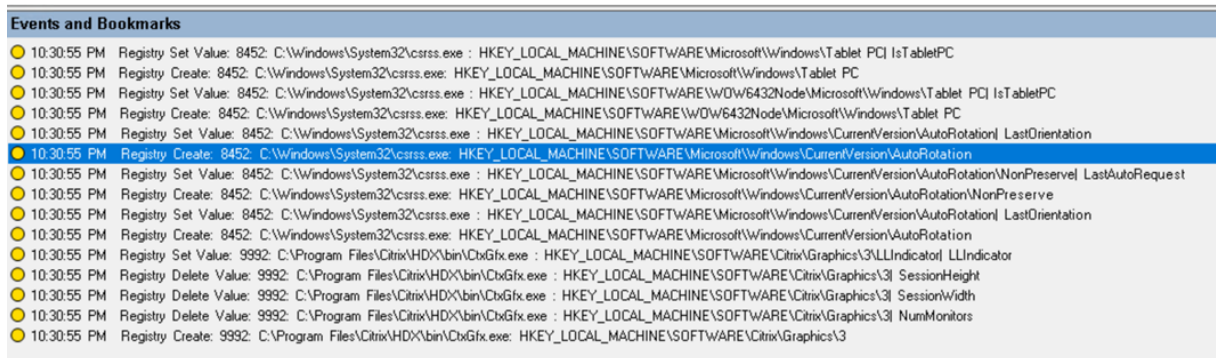 Events and Bookmarks
10:30:55 PM Registry Set Value: 8452: C:\Windows\System32\csrss.exe : HKEY_LOCAL_MACHINE\SOFTWARE\Microsoft\Windows\Tablet PC| IsTabletPC
10:30:55 PM Registry Create: 8452: C:\Windows\System32\csrss.exe: HKEY_LOCAL_MACHINE\SOFTWARE\Microsoft\Windows\Tablet PC
10:30:55 PM Registry Set Value: 8452: C:\Windows\System32\csrss.exe : HKEY_LOCAL_MACHINE\SOFTWARE\WOW6432Node\Microsoft\Windows\Tablet PC| IsTabletPC
10:30:55 PM Registry Create: 8452: C:\Windows\System32\csrss.exe: HKEY_LOCAL_MACHINE\SOFTWARE\WOW6432Node\Microsoft\Windows\Tablet PC
10:30:55 PM Registry Set Value: 8452: C:\Windows\System32\csrss.exe : HKEY_LOCAL_MACHINE\SOFTWARE\Microsoft\Windows\CurrentVersion\AutoRotation| LastOrientation
10:30:55 PM Registry Create: 8452: C:\Windows\System32\csrss.exe: HKEY_LOCAL_MACHINE\SOFTWARE\Microsoft\Windows\CurrentVersion\AutoRotation
10:30:55 PM Registry Set Value: 8452: C:\Windows\System32\csrss.exe : HKEY_LOCAL_MACHINE\SOFTWARE\Microsoft\Windows\CurrentVersion\AutoRotation\NonPreserve| LastAutoRequest
10:30:55 PM Registry Create: 8452: C:\Windows\System32\csrss.exe: HKEY_LOCAL_MACHINE\SOFTWARE\Microsoft\Windows\CurrentVersion\AutoRotation\NonPreserve
10:30:55 PM Registry Set Value: 8452: C:\Windows\System32\csrss.exe : HKEY_LOCAL_MACHINE\SOFTWARE\Microsoft\Windows\CurrentVersion\AutoRotation| LastOrientation
10:30:55 PM Registry Create: 8452: C:\Windows\System32\csrss.exe: HKEY_LOCAL_MACHINE\SOFTWARE\Microsoft\Windows\CurrentVersion\AutoRotation
10:30:55 PM Registry Set Value: 9992: C:\Program Files\Citrix\HDX\bin\CtxGfx.exe : HKEY_LOCAL_MACHINE\SOFTWARE\Citrix\Graphics\3\LLIndicator| LLIndicator
10:30:55 PM Registry Delete Value: 9992: C:\Program Files\Citrix\HDX\bin\CtxGfx.exe : HKEY_LOCAL_MACHINE\SOFTWARE\Citrix\Graphics\3| SessionHeight
10:30:55 PM Registry Delete Value: 9992: C:\Program Files\Citrix\HDX\bin\CtxGfx.exe : HKEY_LOCAL_MACHINE\SOFTWARE\Citrix\Graphics\3| SessionWidth
10:30:55 PM Registry Delete Value: 9992: C:\Program Files\Citrix\HDX\bin\CtxGfx.exe : HKEY_LOCAL_MACHINE\SOFTWARE\Citrix\Graphics\3| NumMonitors
10:30:55 PM Registry Create: 9992: C:\Program Files\Citrix\HDX\bin\CtxGfx.exe: HKEY_LOCAL_MACHINE\SOFTWARE\Citrix\Graphics\3